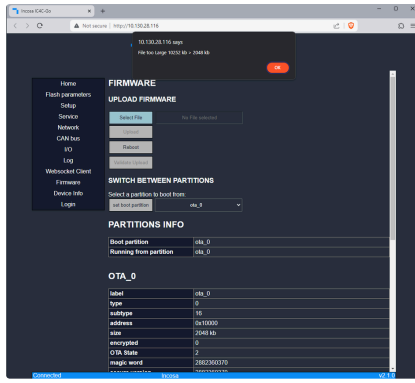 Incosa IC4C-Go
Not secure | http://10.130.28.116
10.130.28.116 says
File too Large 10252 kb > 2048 kb
OK
Home
Flash parameters
Setup
Service
Network
CAN bus
I/O
Log
Websocket Client
Firmware
Device Info
Login
FIRMWARE
UPLOAD FIRMWARE
Select File
No File selected
Upload
Reboot
Validate Upload
SWITCH BETWEEN PARTITIONS
Select a partition to boot from:
set boot partition
ota_0
PARTITIONS INFO
Boot partition ota_0
Running from partition ota_0
OTA_0
label ota_0
type 0
subtype 16
address 0x10000
size 2048 kb
encrypted 0
OTA State 2
magic word 2882360370
Connected Incosa v2.1.0